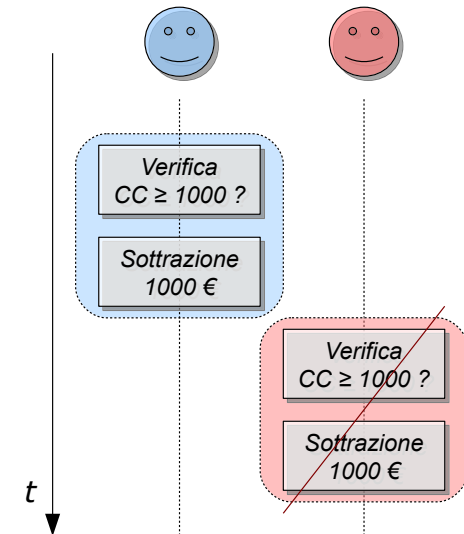 Verifica
CC ≥ 1000 ?
Sottrazione
1000 €
Verifica
CC ≥ 1000 ?
Sottrazione
1000 €
t